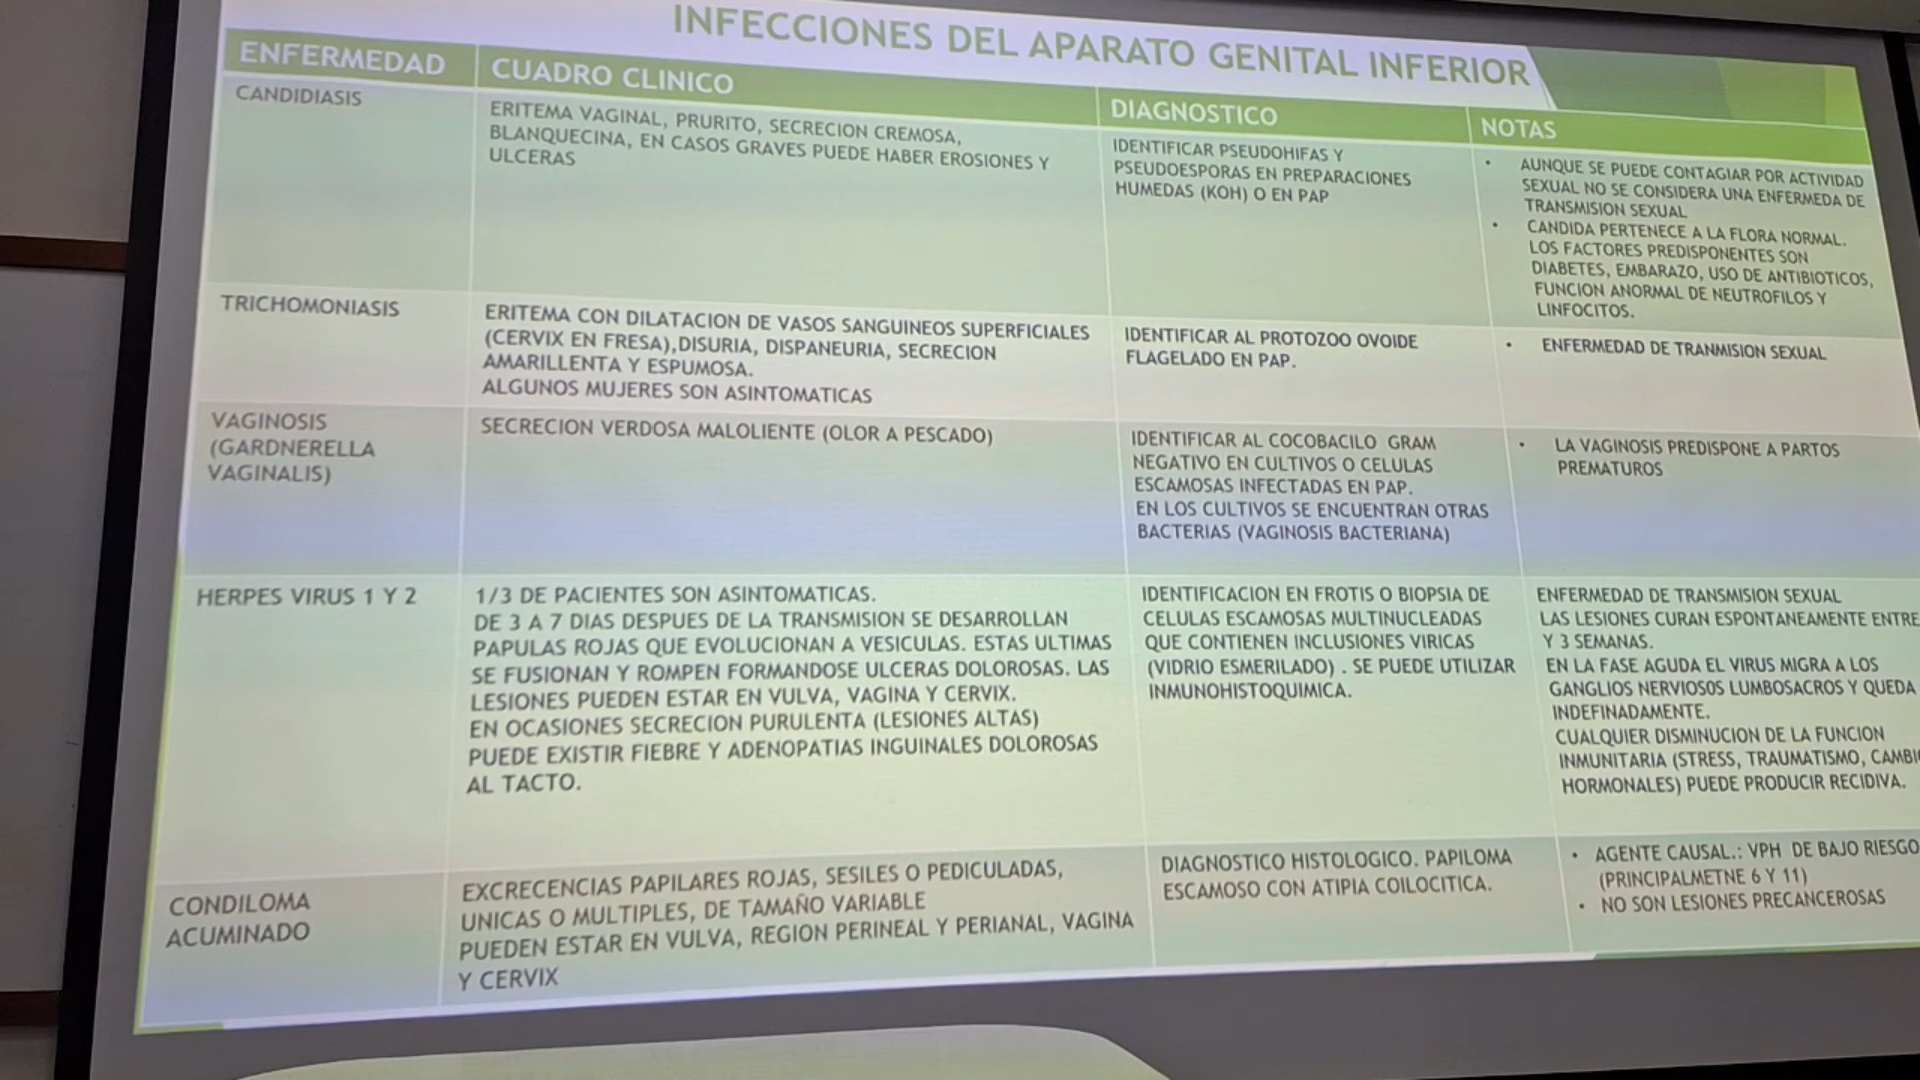 INFECCIONES DEL APARATO GENITAL INFERIOR
ENFERMEDAD
CUADRO CLINICO
DIAGNOSTICO
NOTAS
CANDIDIASIS
ERITEMA VAGINAL, PRURITO, SECRECION CREMOSA,
BLANQUECINA, EN CASOS GRAVES PUEDE HABER EROSIONES Y
ULCERAS
IDENTIFICAR PSEUDOHIFAS Y
PSEUDOESPORAS EN PREPARACIONES
HUMEDAS (KOH) O EN PAP
• AUNQUE SE PUEDE CONTAGIAR POR ACTIVIDAD
SEXUAL NO SE CONSIDERA UNA ENFERMEDA DE
TRANSMISION SEXUAL
• CANDIDA PERTENECE A LA FLORA NORMAL.
LOS FACTORES PREDISPONENTES SON
DIABETES, EMBARAZO, USO DE ANTIBIOTICOS,
FUNCION ANORMAL DE NEUTROFILOS Y
LINFOCITOS.
TRICHOMONIASIS
ERITEMA CON DILATACION DE VASOS SANGUINEOS SUPERFICIALES
(CERVIX EN FRESA),DISURIA, DISPANEURIA, SECRECION
AMARILLENTA Y ESPUMOSA.
ALGUNOS MUJERES SON ASINTOMATICAS
IDENTIFICAR AL PROTOZOO OVOIDE
FLAGELADO EN PAP.
• ENFERMEDAD DE TRANMISION SEXUAL
VAGINOSIS
(GARDNERELLA
VAGINALIS)
SECRECION VERDOSA MALOLIENTE (OLOR A PESCADO)
IDENTIFICAR AL COCOBACILO GRAM
NEGATIVO EN CULTIVOS O CELULAS
ESCAMOSAS INFECTADAS EN PAP.
EN LOS CULTIVOS SE ENCUENTRAN OTRAS
BACTERIAS (VAGINOSIS BACTERIANA)
• LA VAGINOSIS PREDISPONE A PARTOS
PREMATUROS
HERPES VIRUS 1 Y 2
1/3 DE PACIENTES SON ASINTOMATICAS.
DE 3 A 7 DIAS DESPUES DE LA TRANSMISION SE DESARROLLAN
PAPULAS ROJAS QUE EVOLUCIONAN A VESICULAS. ESTAS ULTIMAS
SE FUSIONAN Y ROMPEN FORMANDOSE ULCERAS DOLOROSAS. LAS
LESIONES PUEDEN ESTAR EN VULVA, VAGINA Y CERVIX.
EN OCASIONES SECRECION PURULENTA (LESIONES ALTAS)
PUEDE EXISTIR FIEBRE Y ADENOPATIAS INGUINALES DOLOROSAS
AL TACTO.
IDENTIFICACION EN FROTIS O BIOPSIA DE
CELULAS ESCAMOSAS MULTINUCLEADAS
QUE CONTIENEN INCLUSIONES VIRICAS
(VIDRIO ESMERILADO) . SE PUEDE UTILIZAR
INMUNOHISTOQUIMICA.
ENFERMEDAD DE TRANSMISION SEXUAL
LAS LESIONES CURAN ESPONTANEAMENTE ENTRE
Y 3 SEMANAS.
EN LA FASE AGUDA EL VIRUS MIGRA A LOS
GANGLIOS NERVIOSOS LUMBOSACROS Y QUEDA
INDEFINADAMENTE.
CUALQUIER DISMINUCION DE LA FUNCION
INMUNITARIA (STRESS, TRAUMATISMO,
HORMONALES) PUEDE PRODUCIR RECIDIVA.
CONDILOMA
ACUMINADO
EXCRECENCIAS PAPILARES ROJAS, SESILES O PEDICULADAS,
UNICAS O MULTIPLES, DE TAMAÑO VARIABLE
PUEDEN ESTAR EN VULVA, REGION PERINEAL Y PERIANAL, VAGINA
Y CERVIX
DIAGNOSTICO HISTOLOGICO. PAPILOMA
ESCAMOSO CON ATIPIA COILOCITICA.
• AGENTE CAUSAL.: VPH DE BAJO RIESGO
(PRINCIPALMETNE 6 Y 11)
• NO SON LESIONES PRECANCEROSAS